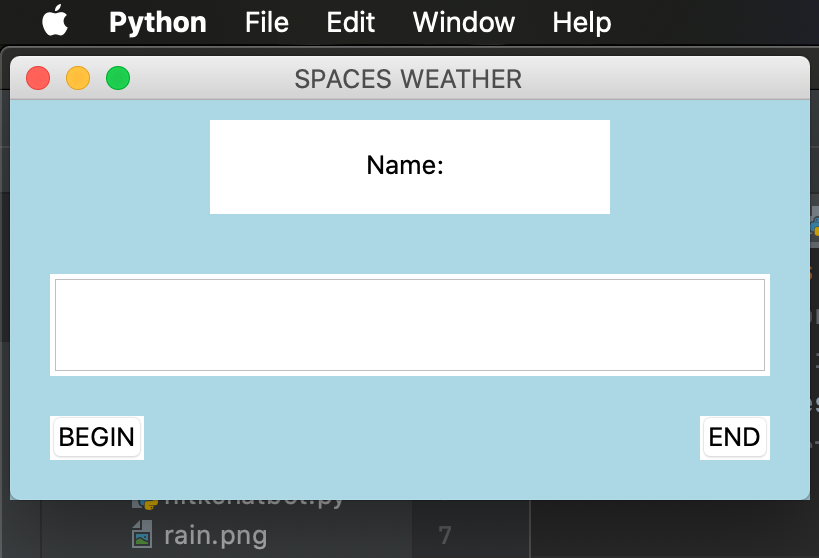 Python File Edit Window Help
SPACES WEATHER
Name:
BEGIN END
rain.png 7